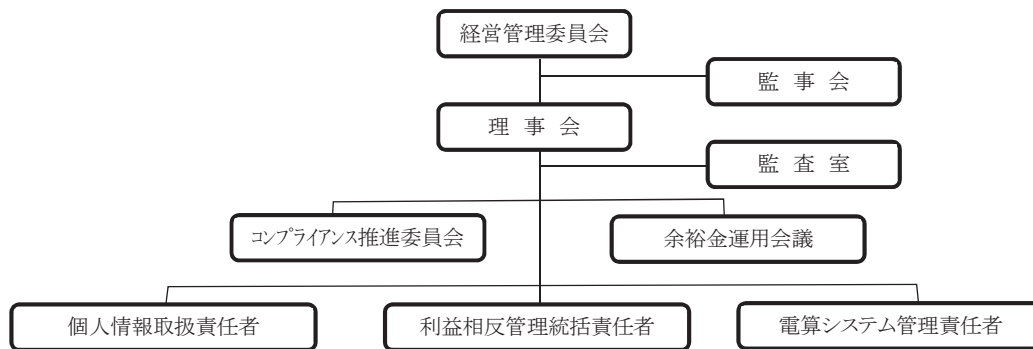 経営管理委員会
監 事 会
理 事 会
監 査 室
コンプライアンス推進委員会
余裕金運用会議
個人情報取扱責任者
利益相反管理統括責任者
電算システム管理責任者